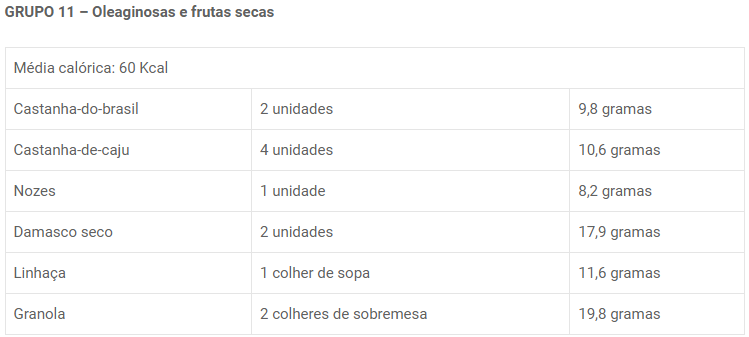 GRUPO 11 – Oleaginosas e frutas secas
Média calórica: 60 Kcal
Castanha-do-brasil 2 unidades 9,8 gramas
Castanha-de-caju 4 unidades 10,6 gramas
Nozes 1 unidade 8,2 gramas
Damasco seco 2 unidades 17,9 gramas
Linhaça 1 colher de sopa 11,6 gramas
Granola 2 colheres de sobremesa 19,8 gramas